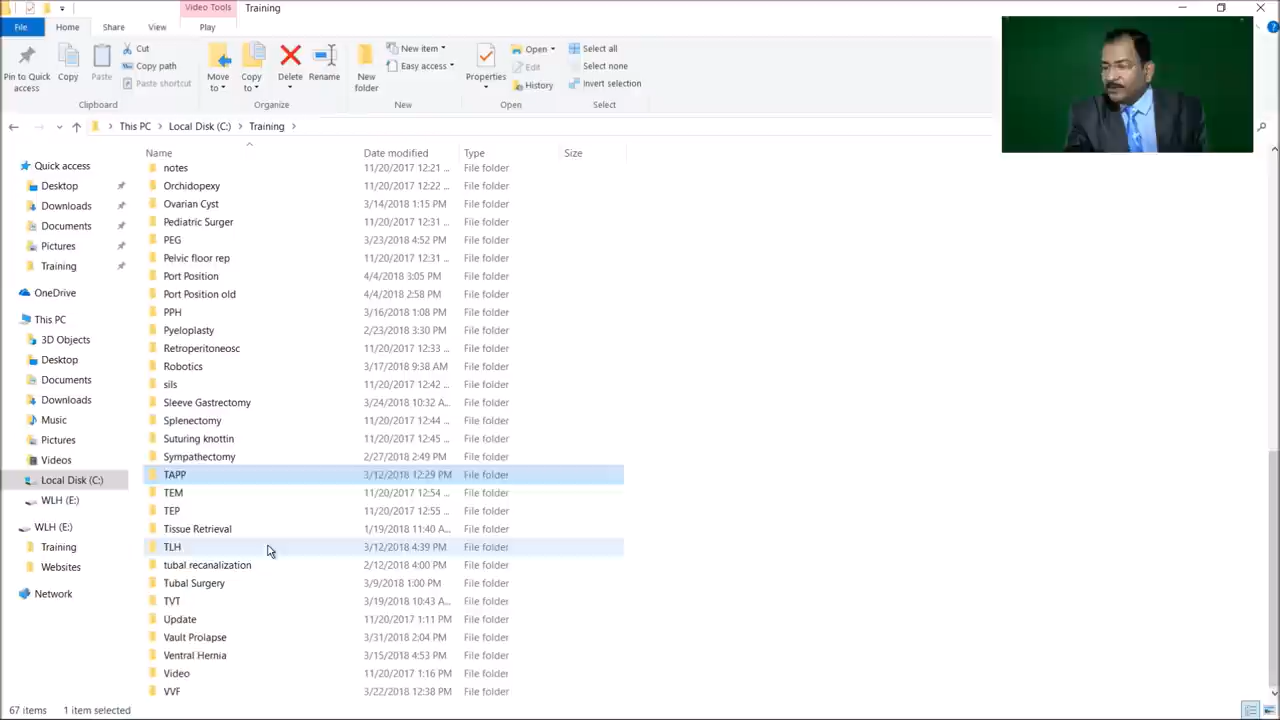 Video Tools
Training
File
Home
Share
View
Play
Pin to Quick access
Copy
Paste
Cut
Copy path
Paste shortcut
Clipboard
Move to
Copy to
Delete
Rename
Organize
New folder
New item
Easy access
New
Properties
Open
Edit
History
Open
Select all
Select none
Invert selection
Select
This PC
Local Disk (C:)
Training
Name
Date modified
Type
Size
Quick access
Desktop
Downloads
Documents
Pictures
Training
OneDrive
This PC
3D Objects
Desktop
Documents
Downloads
Music
Pictures
Videos
Local Disk (C:)
WLH (E:)
WLH (E:)
Training
Websites
Network
notes 11/20/2017 12:21 ... File folder
Orchidopexy 11/20/2017 12:22 ... File folder
Ovarian Cyst 3/14/2018 1:15 PM File folder
Pediatric Surger 11/20/2017 12:31 ... File folder
PEG 3/23/2018 4:52 PM File folder
Pelvic floor rep 11/20/2017 12:31 ... File folder
Port Position 4/4/2018 3:05 PM File folder
Port Position old 4/4/2018 2:58 PM File folder
PPH 3/16/2018 1:08 PM File folder
Pyeloplasty 2/23/2018 3:30 PM File folder
Retroperitoneosc 11/20/2017 12:33 ... File folder
Robotics 3/17/2018 9:38 AM File folder
sils 11/20/2017 12:42 ... File folder
Sleeve Gastrectomy 3/24/2018 10:32 A... File folder
Splenectomy 11/20/2017 12:44 ... File folder
Suturing knottin 11/20/2017 12:45 ... File folder
Sympathectomy 2/27/2018 2:49 PM File folder
TAPP 3/12/2018 12:29 PM File folder
TEM 11/20/2017 12:54 ... File folder
TEP 11/20/2017 12:55 ... File folder
Tissue Retrieval 1/19/2018 11:40 A... File folder
TLH 3/12/2018 4:39 PM File folder
tubal recanalization 2/12/2018 4:00 PM File folder
Tubal Surgery 3/9/2018 1:00 PM File folder
TVT 3/19/2018 10:43 A... File folder
Update 11/20/2017 1:11 PM File folder
Vault Prolapse 3/31/2018 2:04 PM File folder
Ventral Hernia 3/15/2018 4:53 PM File folder
Video 11/20/2017 1:16 PM File folder
VVF 3/22/2018 12:38 PM File folder
67 items 1 item selected